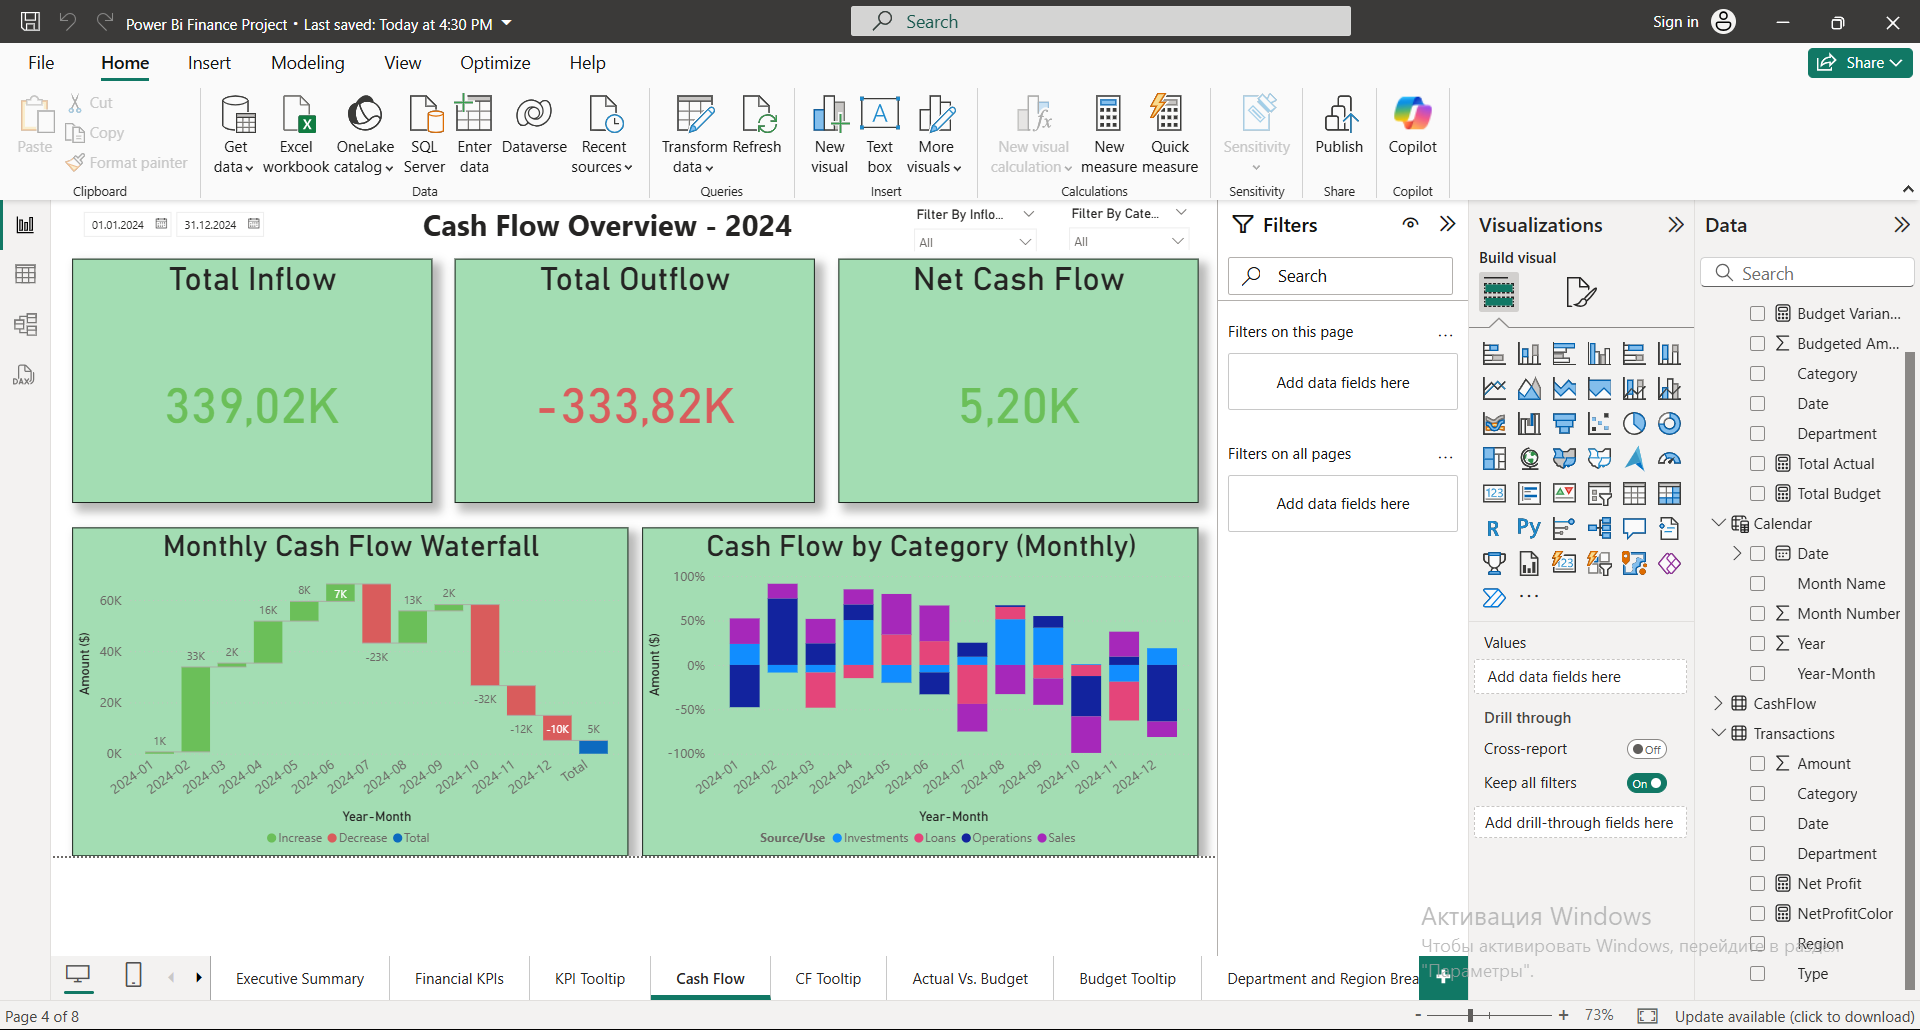 Power Bi Finance Project • Last saved: Today at 4:30 PM
Search
Sign in
File Home Insert Modeling View Optimize Help
Share
Paste
Cut
Copy
Format painter
Clipboard
Get data
Excel workbook
OneLake catalog
SQL Server
Enter data
Dataverse
Recent sources
Data
Transform data
Refresh
Queries
New visual
Text box
More visuals
Insert
New visual calculation
New measure
Quick measure
Calculations
Sensitivity
Sensitivity
Publish
Share
Copilot
Copilot
01.01.2024 31.12.2024
Cash Flow Overview - 2024
Filter By Inflo...
All
Filter By Cate...
All
Total Inflow
339,02K
Total Outflow
-333,82K
Net Cash Flow
5,20K
Monthly Cash Flow Waterfall
Amount ($)
60K
40K
20K
0K
1K
33K
2K
16K
8K
7K
-23K
13K
2K
-32K
-12K
-10K
5K
2024-01 2024-02 2024-03 2024-04 2024-05 2024-06 2024-07 2024-08 2024-09 2024-10 2024-11 2024-12 Total
Year-Month
Increase Decrease Total
Cash Flow by Category (Monthly)
Amount ($)
100%
50%
0%
-50%
-100%
2024-01 2024-02 2024-03 2024-04 2024-05 2024-06 2024-07 2024-08 2024-09 2024-10 2024-11 2024-12
Year-Month
Source/Use Investments Loans Operations Sales
Filters
Search
Filters on this page ...
Add data fields here
Filters on all pages ...
Add data fields here
Visualizations
Build visual
123
R
Py
123
...
Values
Add data fields here
Drill through
Cross-report Off
Keep all filters On
Add drill-through fields here
Data
Search
Budget Varian...
Budgeted Am...
Category
Date
Department
Total Actual
Total Budget
Calendar
Date
Month Name
Month Number
Year
Year-Month
CashFlow
Transactions
Amount
Category
Date
Department
Net Profit
NetProfitColor
Region
Type
Активация Windows
Чтобы активировать Windows, перейдите в раздел
"Параметры".
Executive Summary
Financial KPIs
KPI Tooltip
Cash Flow
CF Tooltip
Actual Vs. Budget
Budget Tooltip
Department and Region Brea
Page 4 of 8
- + 73%
Update available (click to download)